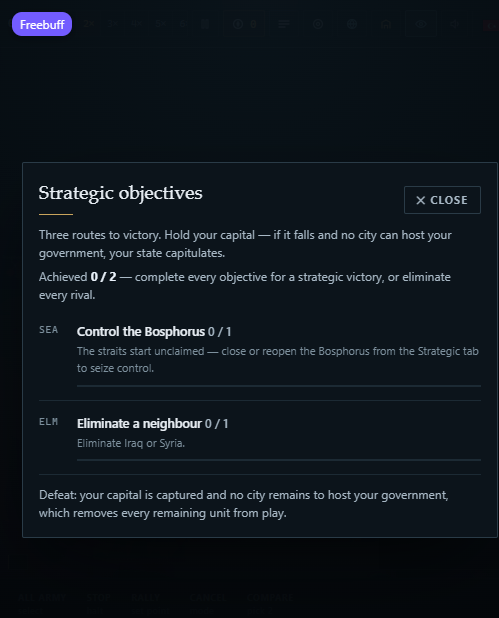 Freebuff
Strategic objectives
✕ CLOSE
Three routes to victory. Hold your capital — if it falls and no city can host your
government, your state capitulates.
Achieved 0 / 2 — complete every objective for a strategic victory, or eliminate
every rival.
SEA
Control the Bosphorus 0 / 1
The straits start unclaimed — close or reopen the Bosphorus from the Strategic tab
to seize control.
ELM
Eliminate a neighbour 0 / 1
Eliminate Iraq or Syria.
Defeat: your capital is captured and no city remains to host your government,
which removes every remaining unit from play.